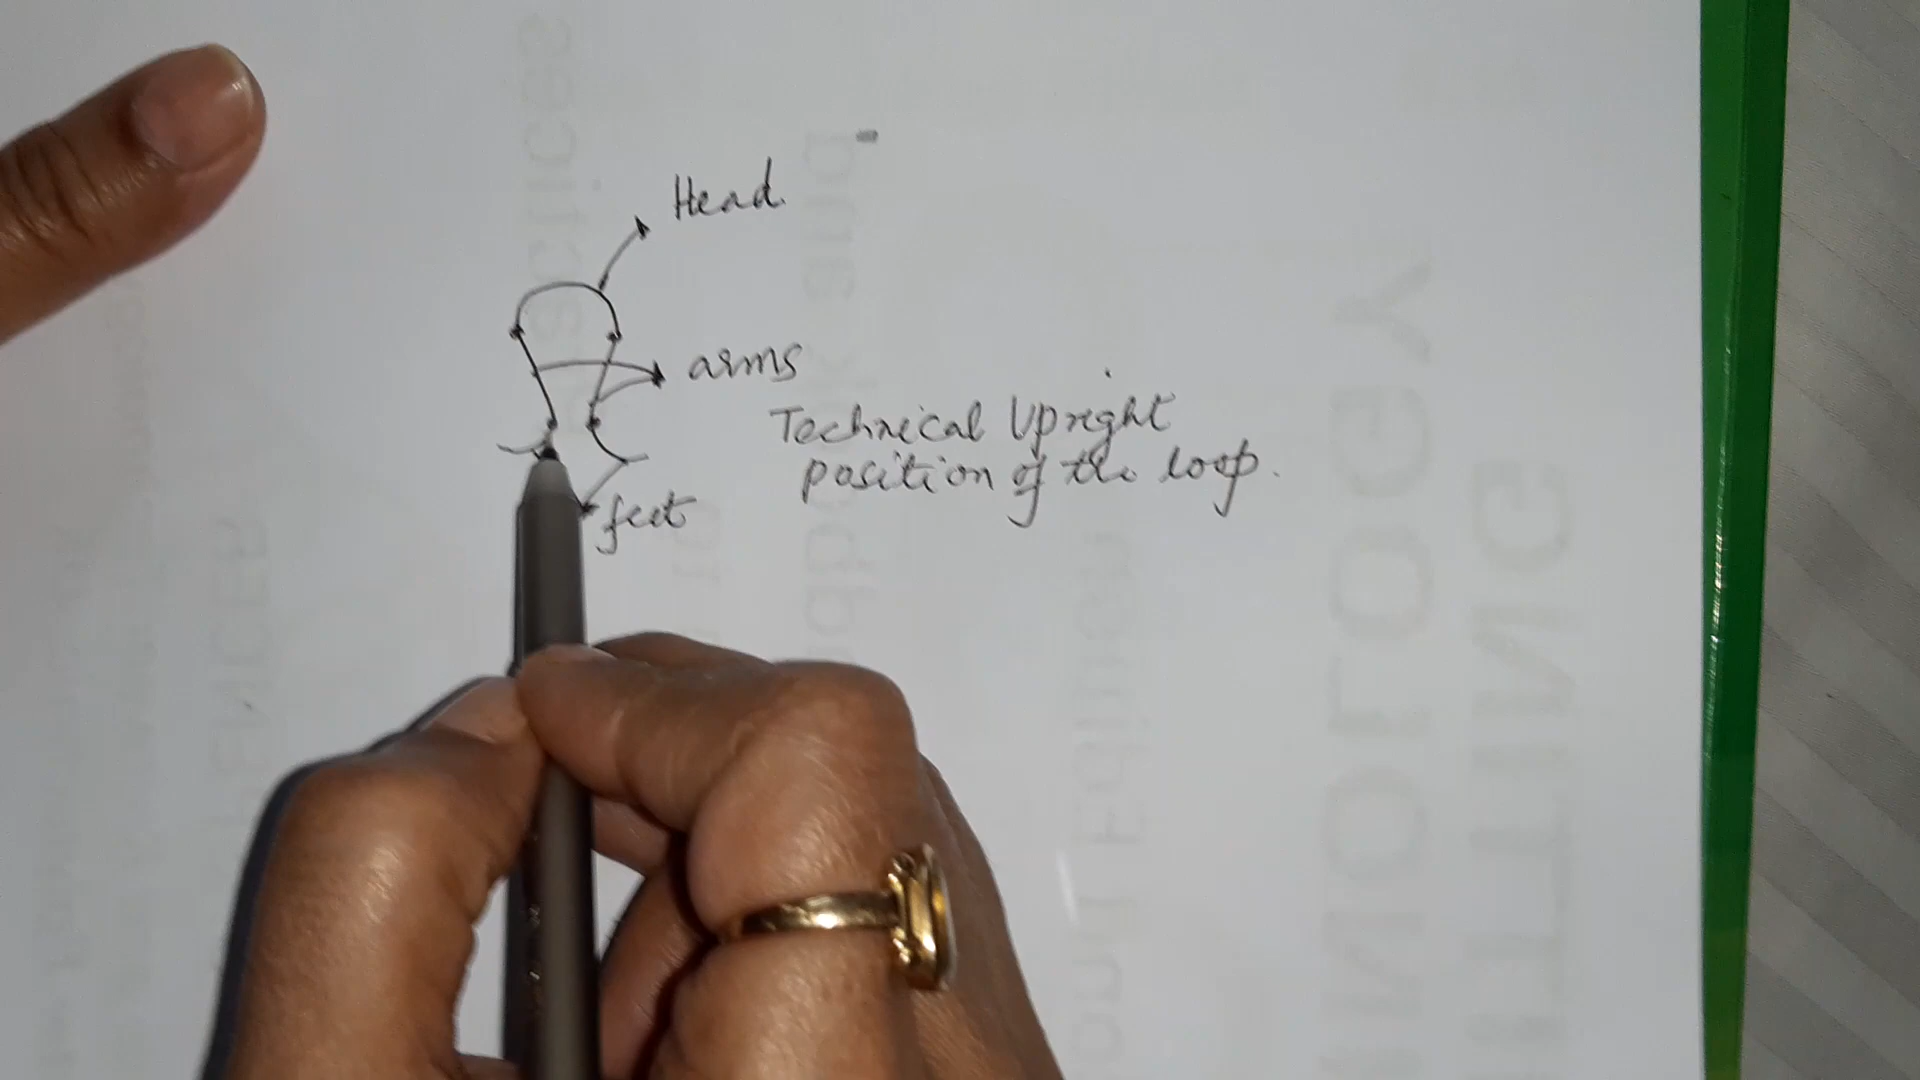 Head.
arms
Technical Upright
position of the loop.
feet